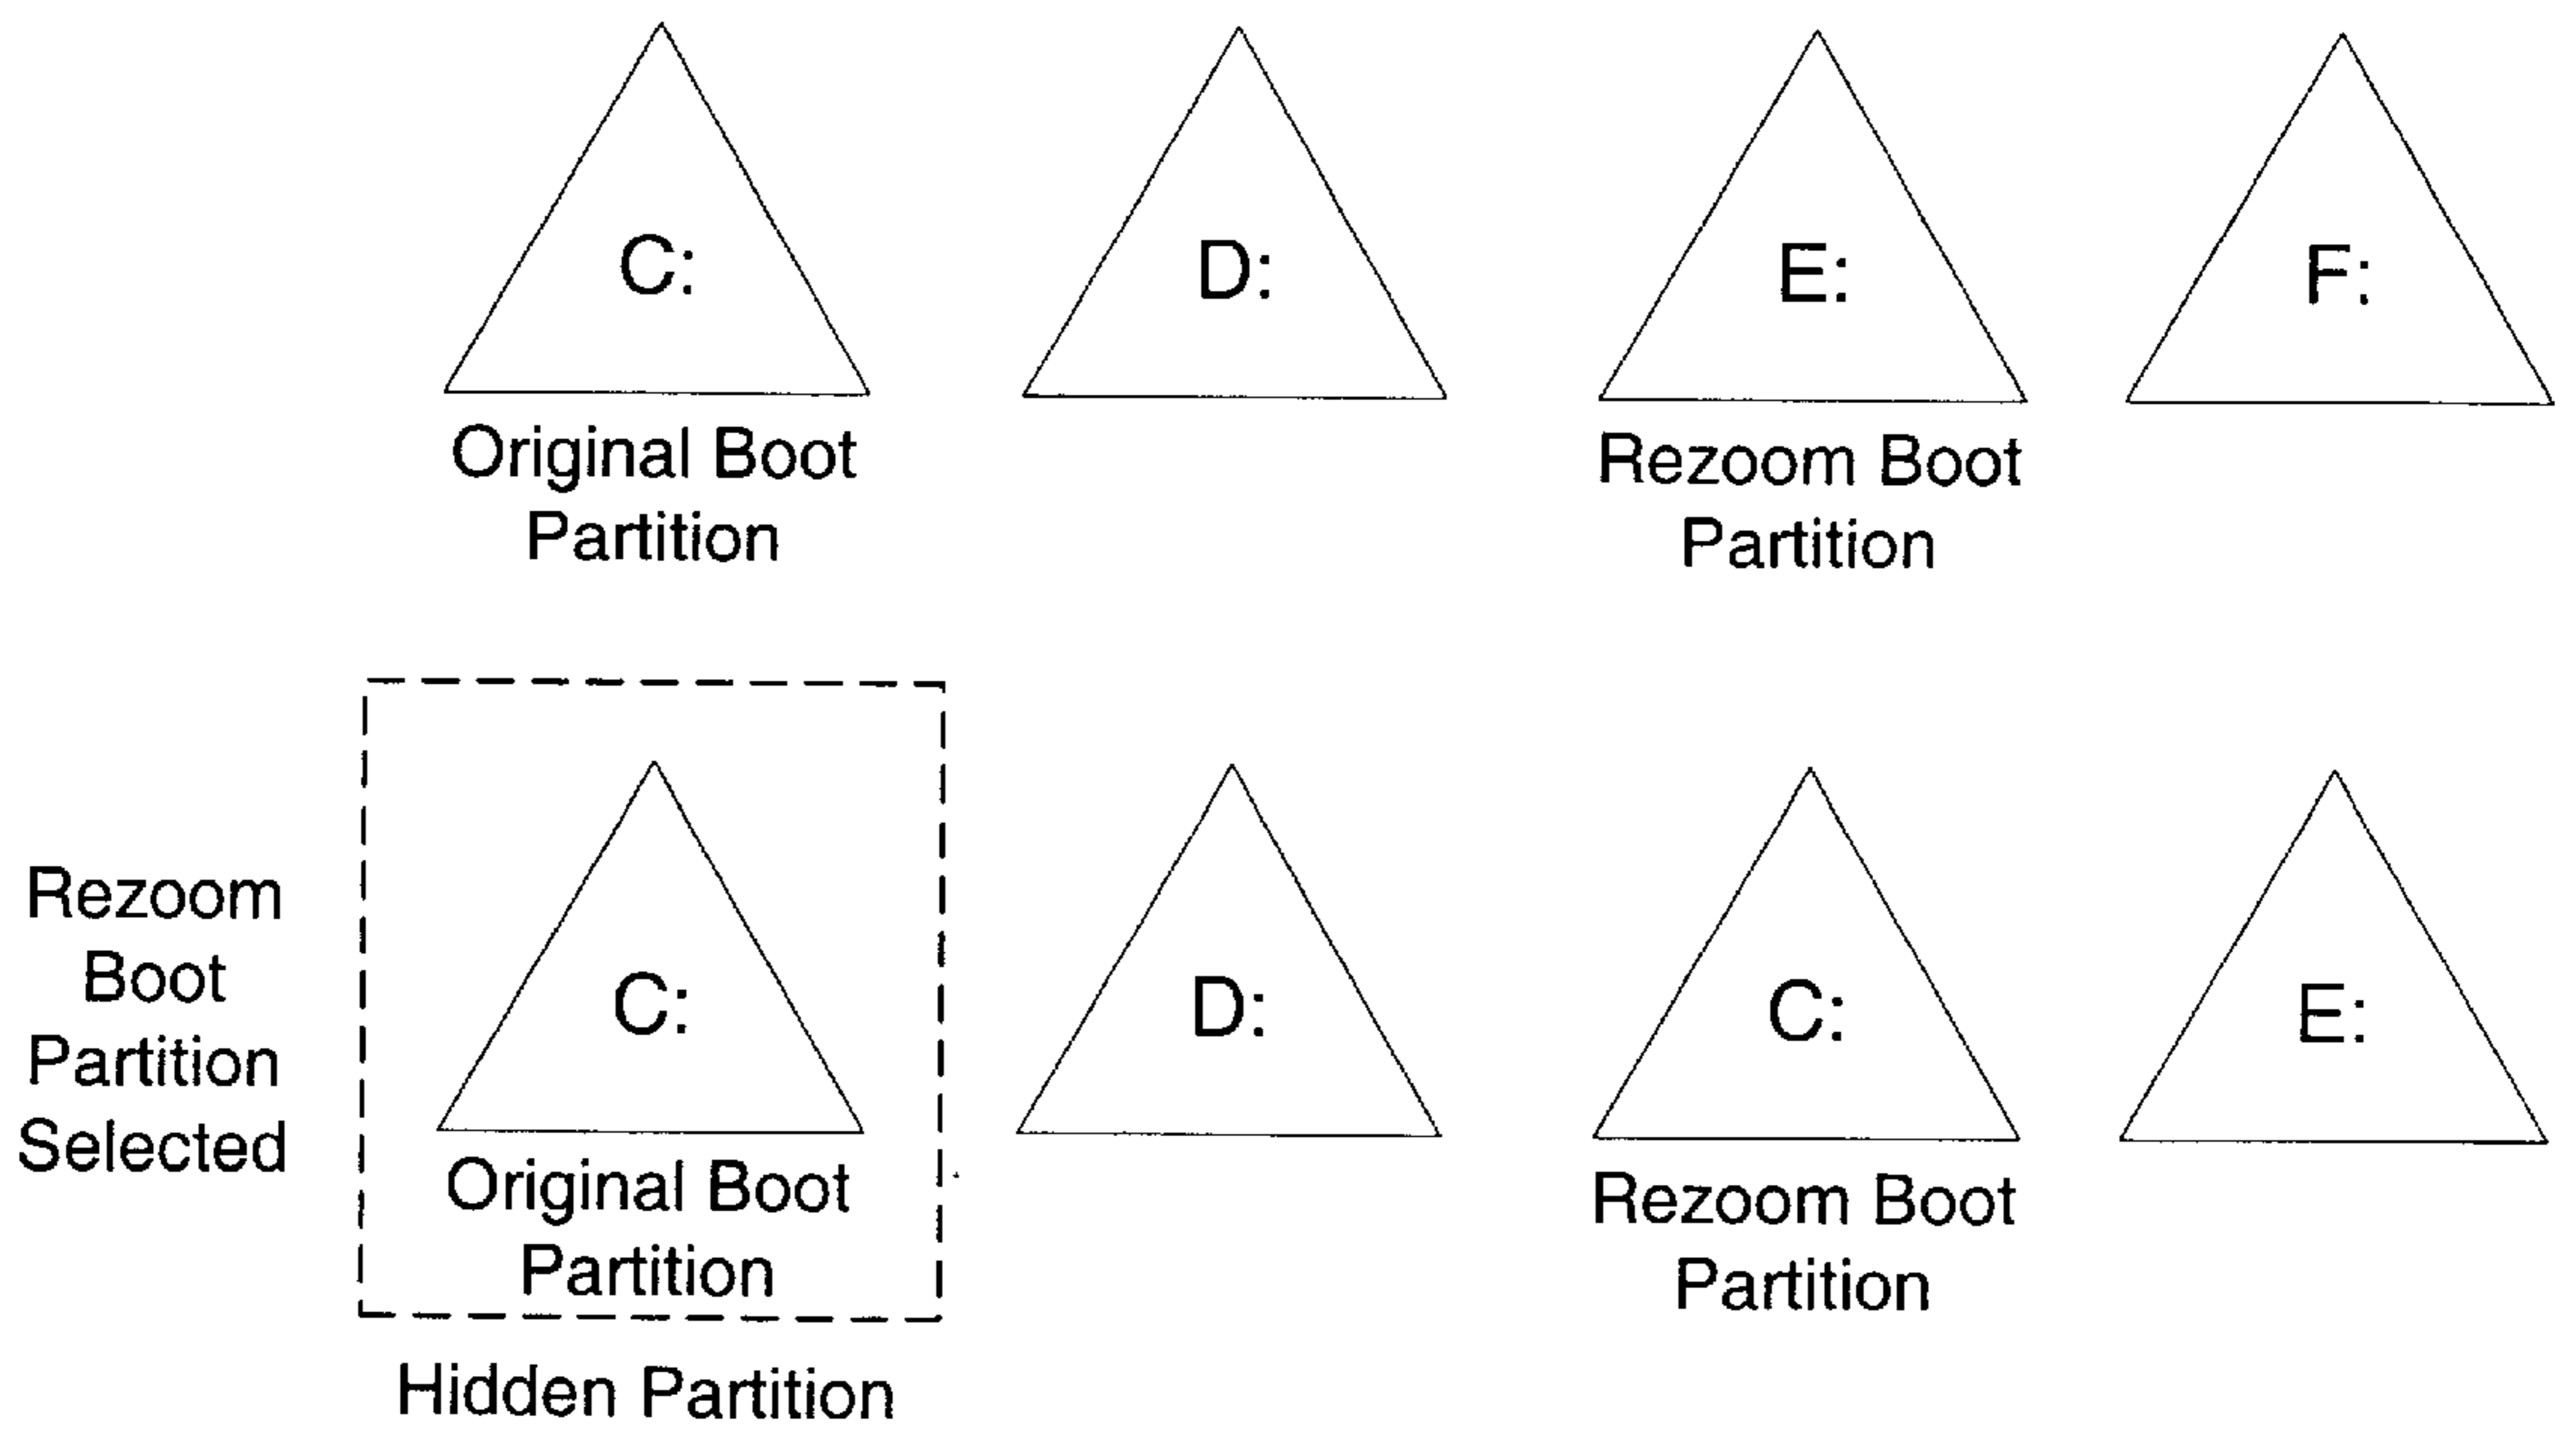 C:
D:
E:
F:
Original Boot
Partition
Rezoom Boot
Partition
Rezoom
Boot
Partition
Selected
C:
D:
C:
E:
Original Boot
Partition
Rezoom Boot
Partition
Hidden Partition